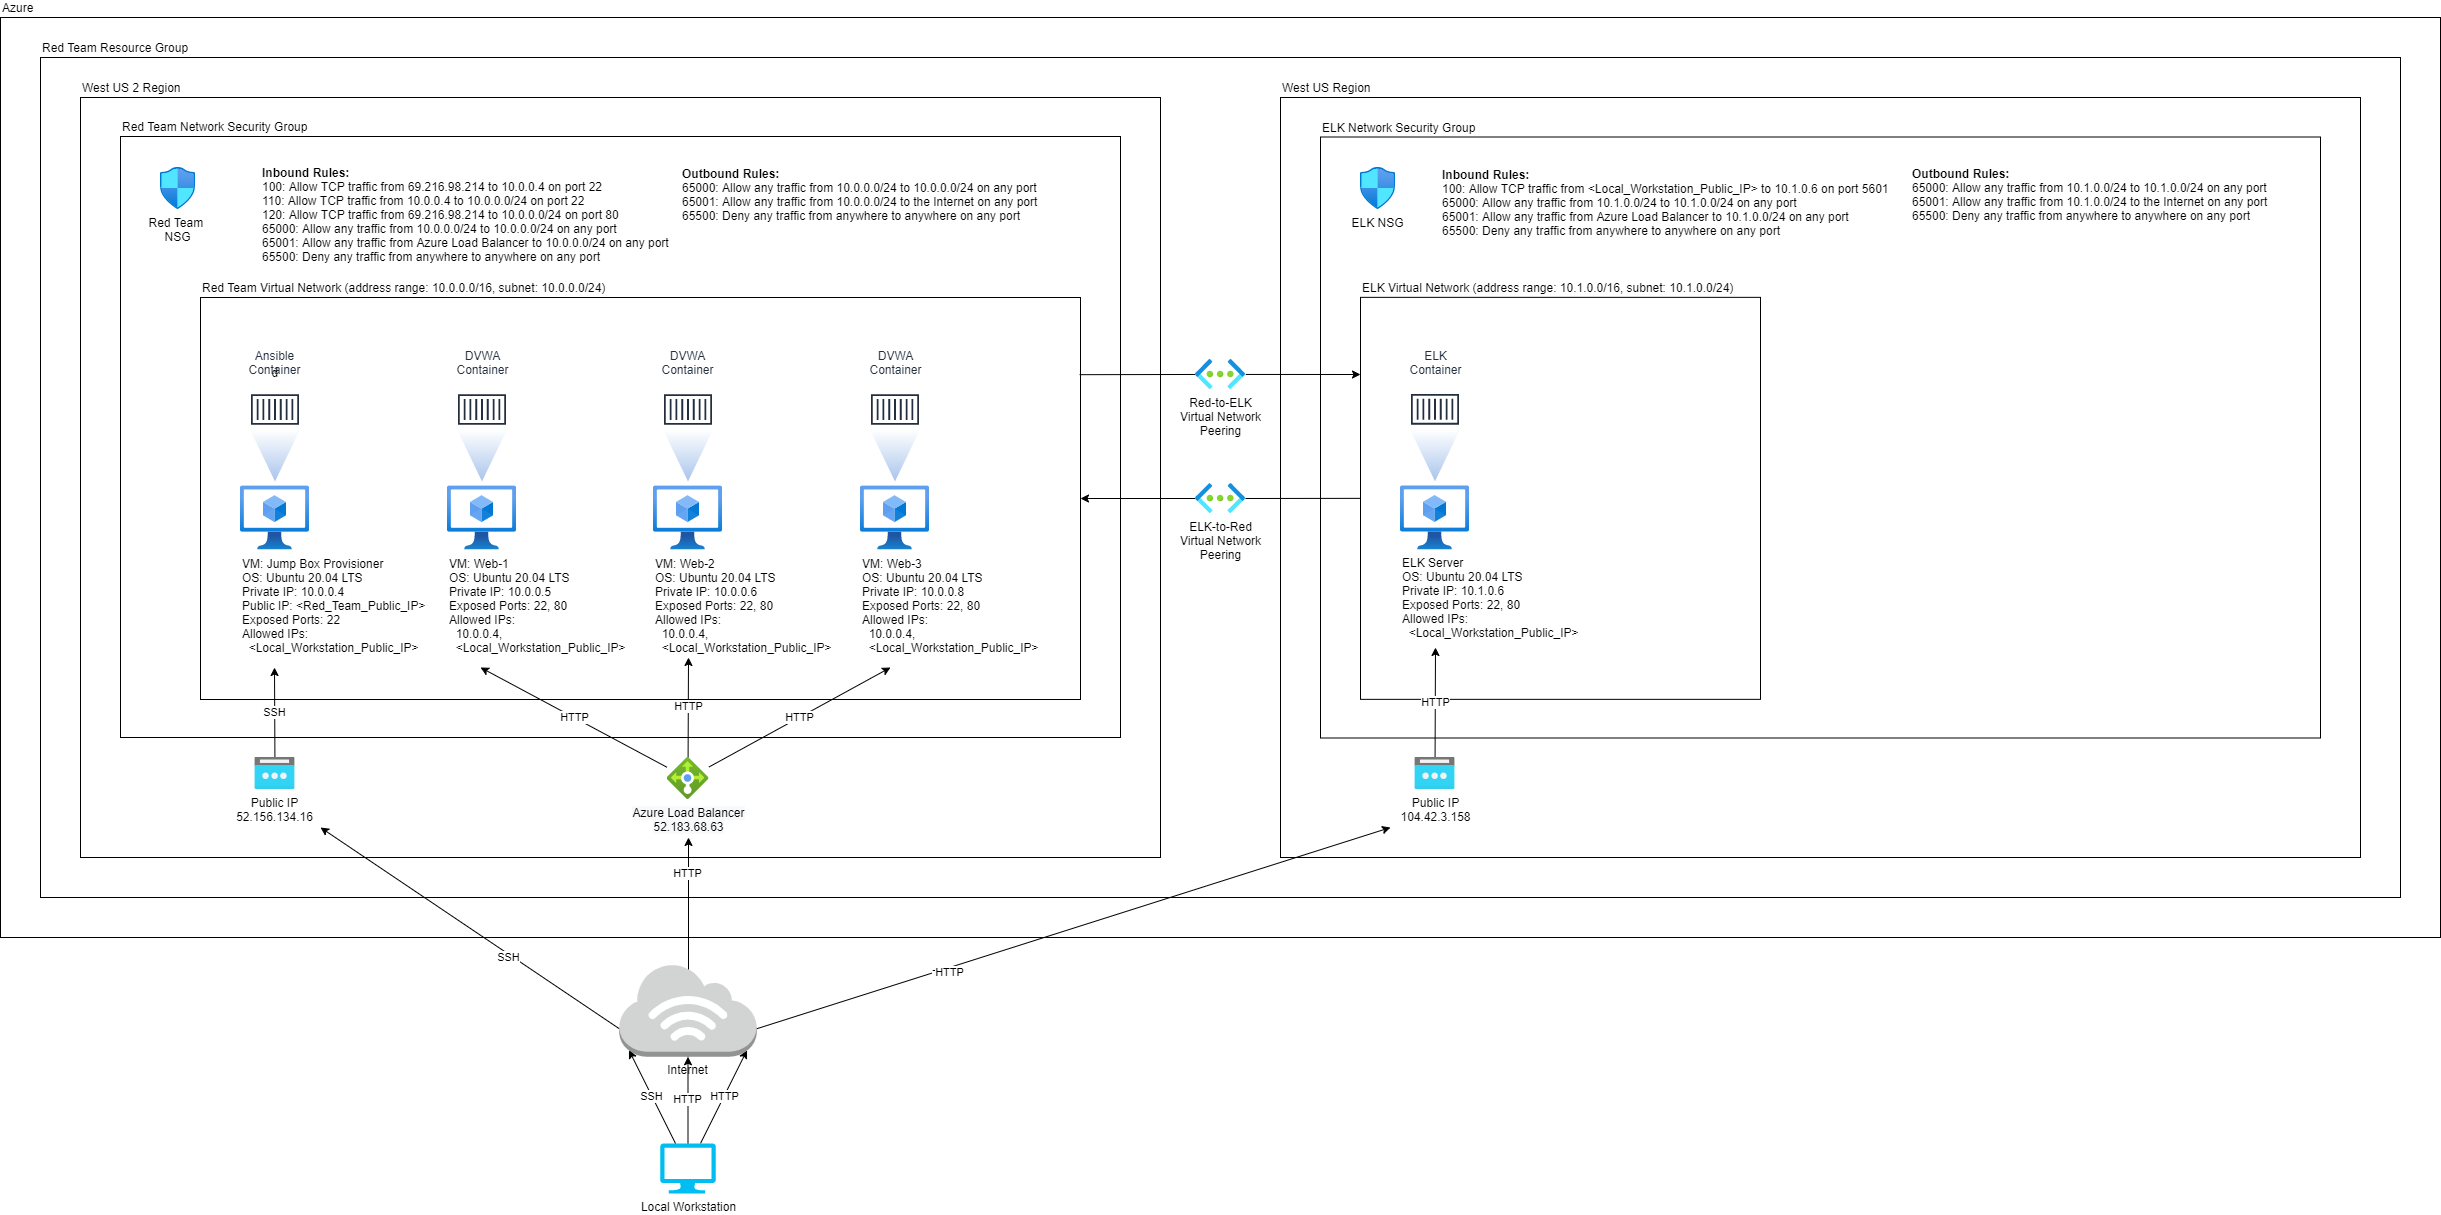 Azure
Red Team Resource Group
West US 2 Region
Red Team Network Security Group
Red Team
NSG
Inbound Rules:
100: Allow TCP traffic from 69.216.98.214 to 10.0.0.4 on port 22
110: Allow TCP traffic from 10.0.0.4 to 10.0.0.0/24 on port 22
120: Allow TCP traffic from 69.216.98.214 to 10.0.0.0/24 on port 80
65000: Allow any traffic from 10.0.0.0/24 to 10.0.0.0/24 on any port
65001: Allow any traffic from Azure Load Balancer to 10.0.0.0/24 on any port
65500: Deny any traffic from anywhere to anywhere on any port
Outbound Rules:
65000: Allow any traffic from 10.0.0.0/24 to 10.0.0.0/24 on any port
65001: Allow any traffic from 10.0.0.0/24 to the Internet on any port
65500: Deny any traffic from anywhere to anywhere on any port
Red Team Virtual Network (address range: 10.0.0.0/16, subnet: 10.0.0.0/24)
Ansible
Container
d
DVWA
Container
DVWA
Container
DVWA
Container
VM: Jump Box Provisioner
OS: Ubuntu 20.04 LTS
Private IP: 10.0.0.4
Public IP: <Red_Team_Public_IP>
Exposed Ports: 22
Allowed IPs:
<Local_Workstation_Public_IP>
VM: Web-1
OS: Ubuntu 20.04 LTS
Private IP: 10.0.0.5
Exposed Ports: 22, 80
Allowed IPs:
10.0.0.4,
<Local_Workstation_Public_IP>
VM: Web-2
OS: Ubuntu 20.04 LTS
Private IP: 10.0.0.6
Exposed Ports: 22, 80
Allowed IPs:
10.0.0.4,
<Local_Workstation_Public_IP>
VM: Web-3
OS: Ubuntu 20.04 LTS
Private IP: 10.0.0.8
Exposed Ports: 22, 80
Allowed IPs:
10.0.0.4,
<Local_Workstation_Public_IP>
SSH
HTTP
HTTP
HTTP
Public IP
52.156.134.16
Azure Load Balancer
52.183.68.63
Red-to-ELK
Virtual Network
Peering
ELK-to-Red
Virtual Network
Peering
West US Region
ELK Network Security Group
ELK NSG
Inbound Rules:
100: Allow TCP traffic from <Local_Workstation_Public_IP> to 10.1.0.6 on port 5601
65000: Allow any traffic from 10.1.0.0/24 to 10.1.0.0/24 on any port
65001: Allow any traffic from Azure Load Balancer to 10.1.0.0/24 on any port
65500: Deny any traffic from anywhere to anywhere on any port
Outbound Rules:
65000: Allow any traffic from 10.1.0.0/24 to 10.1.0.0/24 on any port
65001: Allow any traffic from 10.1.0.0/24 to the Internet on any port
65500: Deny any traffic from anywhere to anywhere on any port
ELK Virtual Network (address range: 10.1.0.0/16, subnet: 10.1.0.0/24)
ELK
Container
ELK Server
OS: Ubuntu 20.04 LTS
Private IP: 10.1.0.6
Exposed Ports: 22, 80
Allowed IPs:
<Local_Workstation_Public_IP>
HTTP
Public IP
104.42.3.158
HTTP
SSH
HTTP
Internet
SSH
HTTP
HTTP
Local Workstation